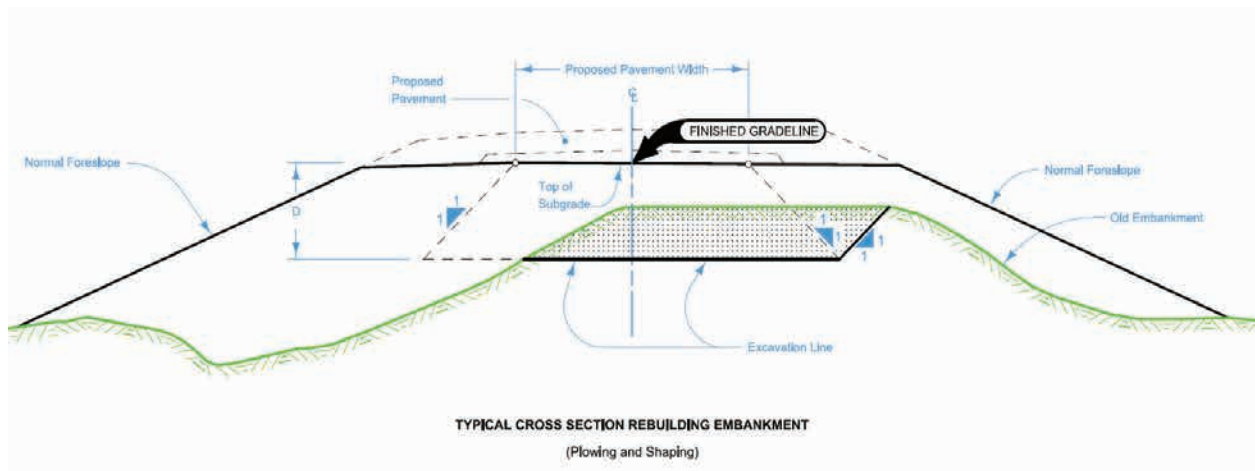 Proposed Pavement Width
Proposed
Pavement
℄
FINISHED GRADELINE
Normal Foreslope
Normal Foreslope
D
Top of
Subgrade
1
1
1
1
1
1
Old Embankment
Excavation Line
TYPICAL CROSS SECTION REBUILDING EMBANKMENT
(Plowing and Shaping)